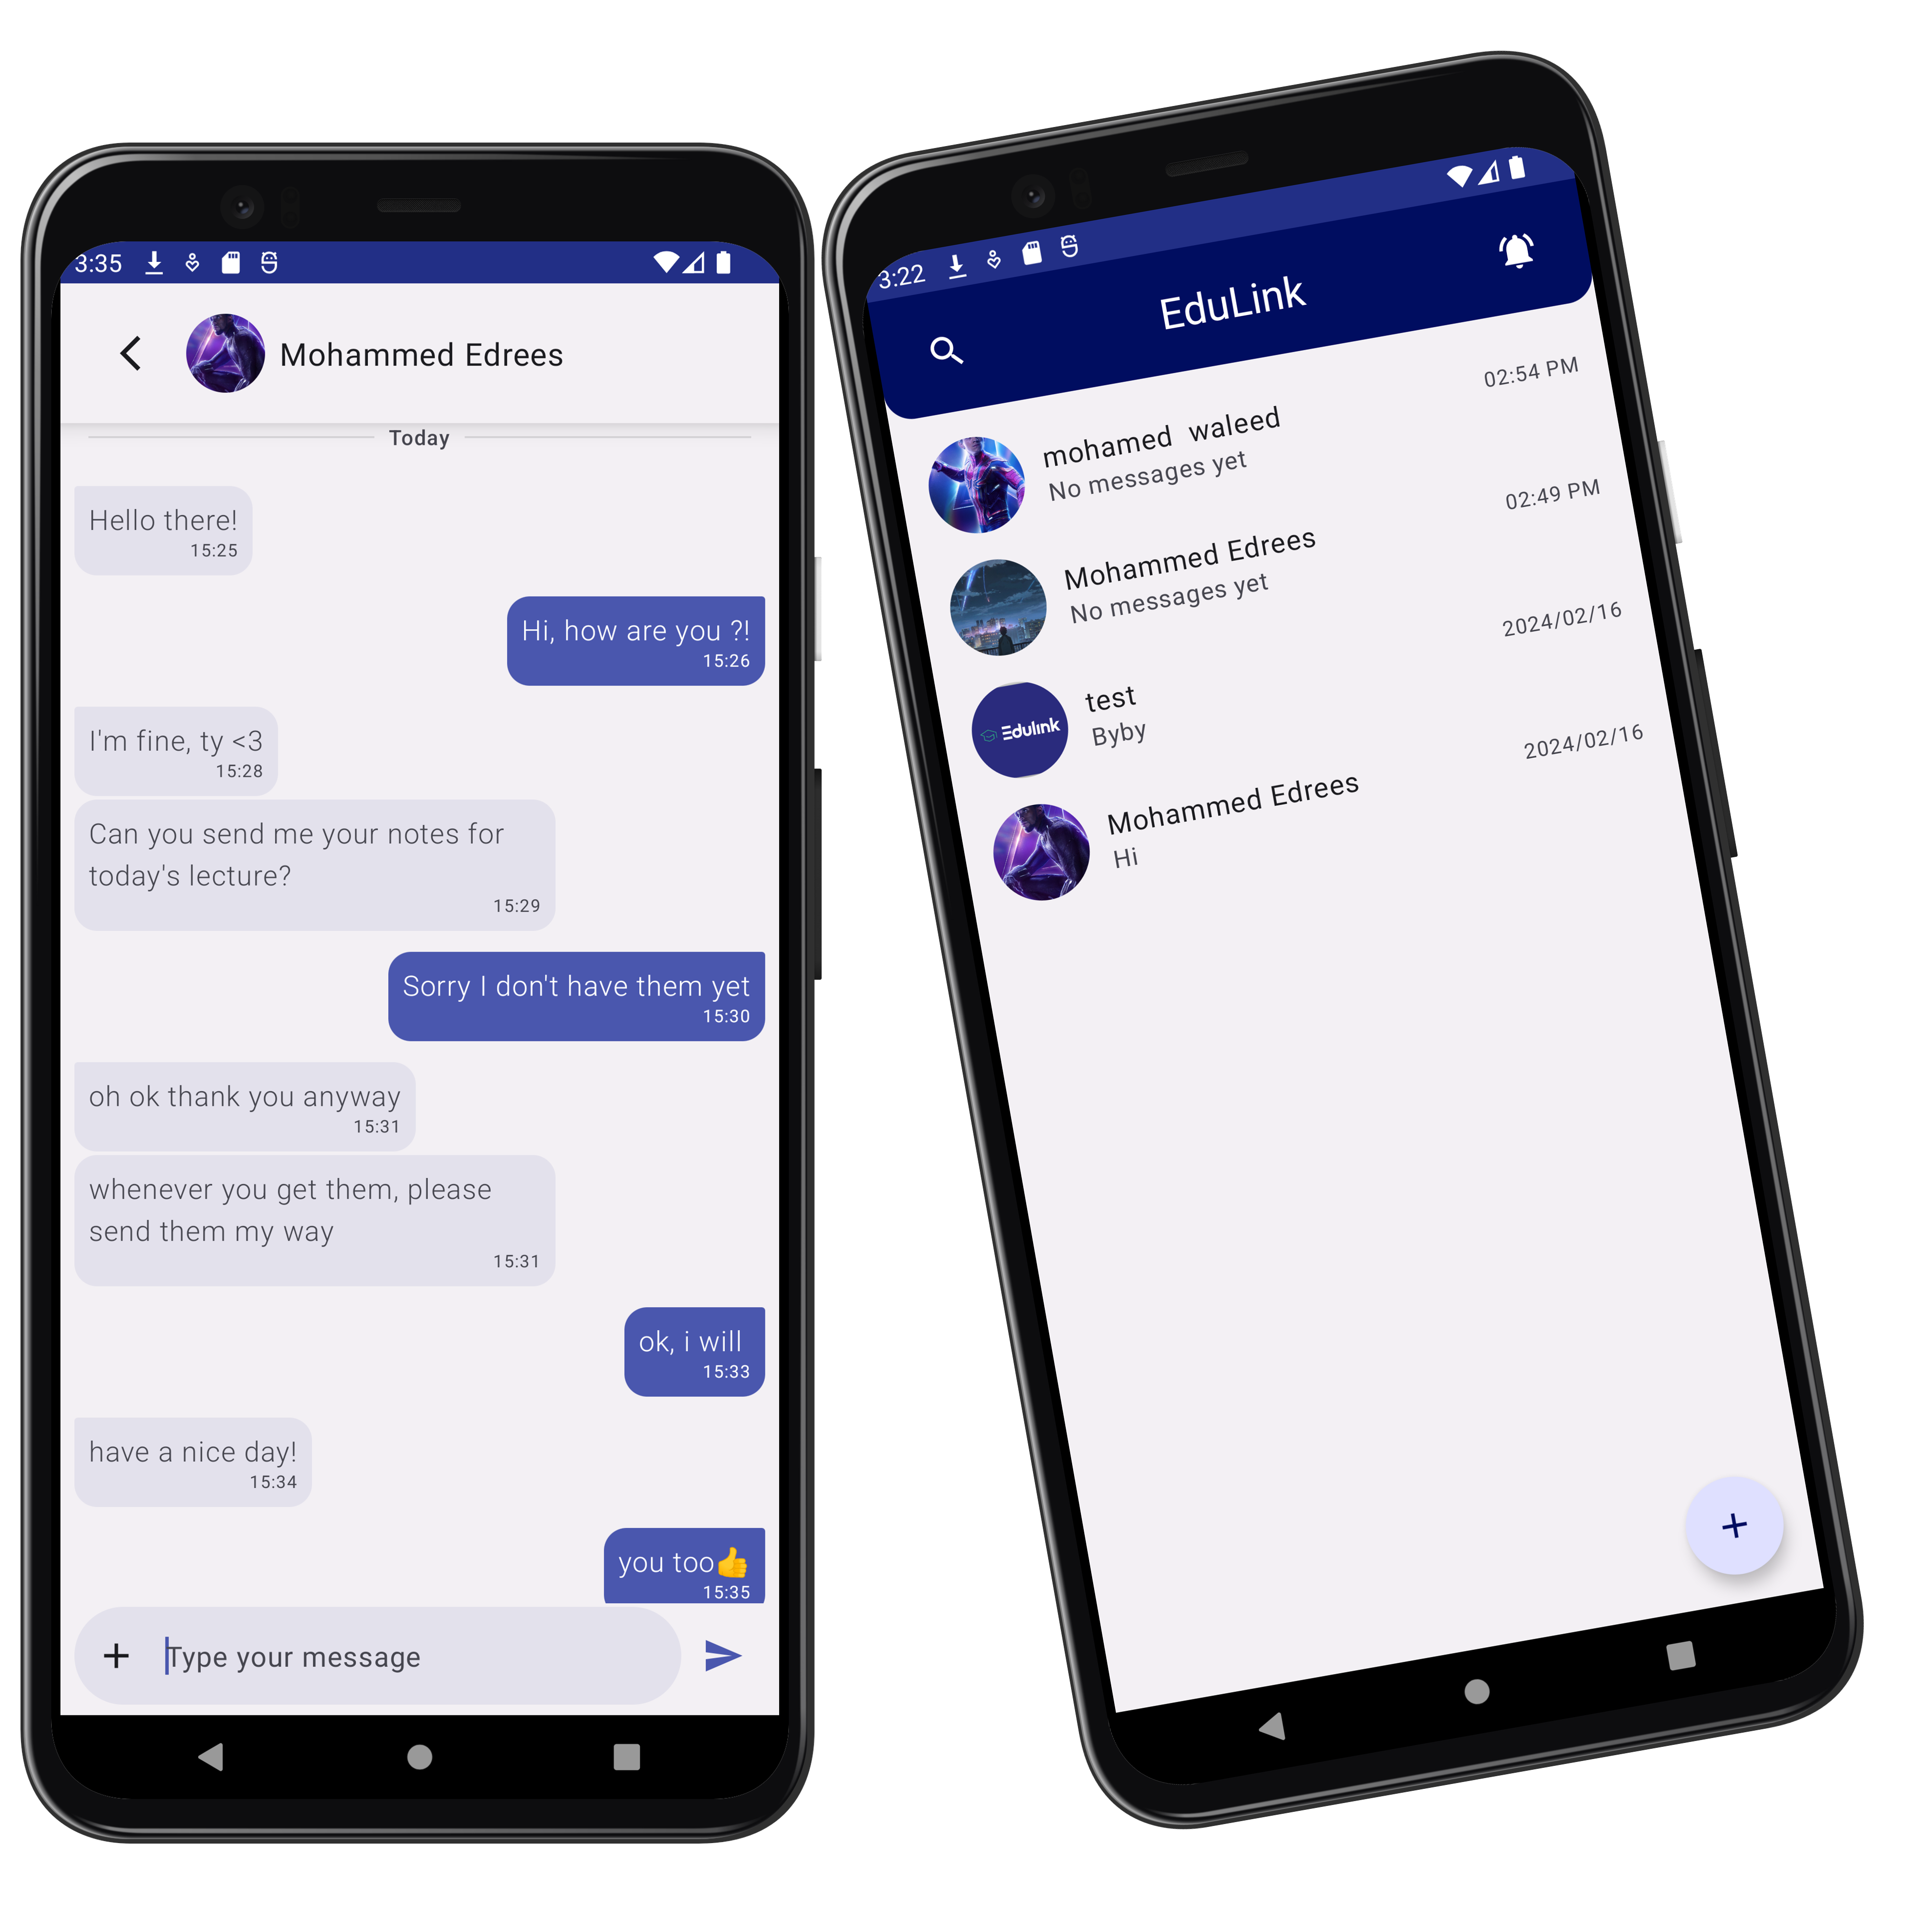 3:35
Mohammed Edrees
Today
Hello there!
15:25
Hi, how are you ?!
15:26
I'm fine, ty <3
15:28
Can you send me your notes for
today's lecture?
15:29
Sorry I don't have them yet
15:30
oh ok thank you anyway
15:31
whenever you get them, please
send them my way
15:31
ok, i will
15:33
have a nice day!
15:34
you too👍
15:35
Type your message
3:22
EduLink
mohamed waleed
02:54 PM
No messages yet
Mohammed Edrees
02:49 PM
No messages yet
Edulink
test
2024/02/16
Byby
Mohammed Edrees
2024/02/16
Hi